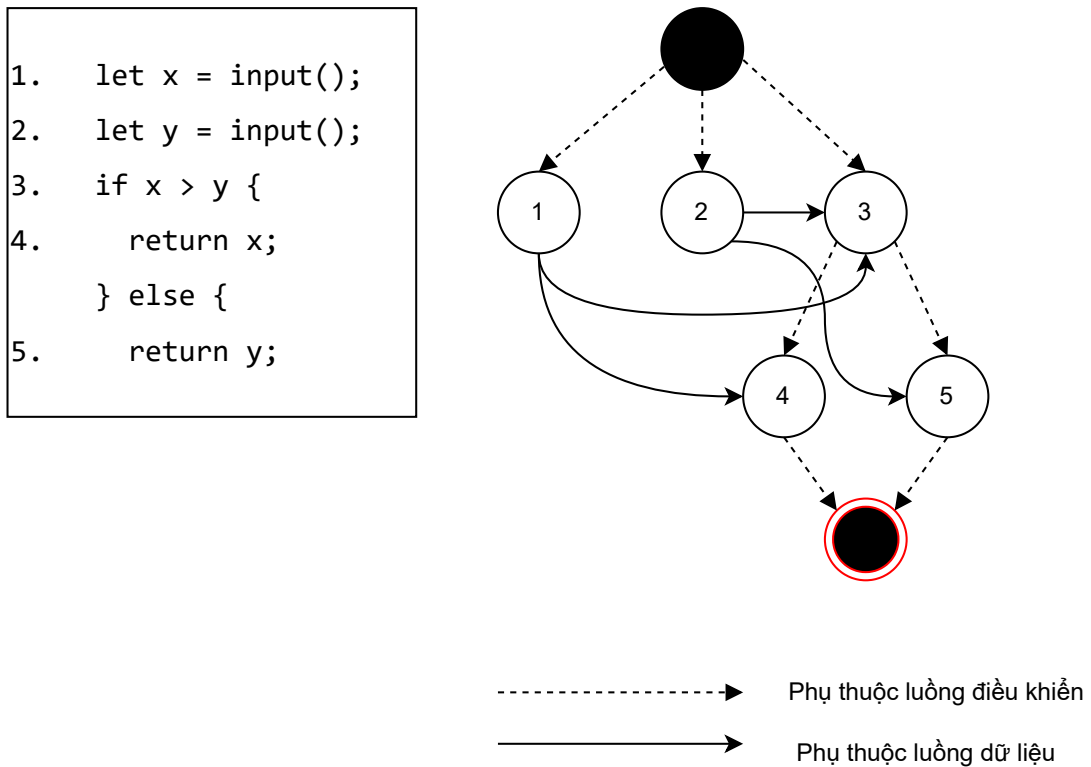 1. let x = input();
2. let y = input();
3. if x > y {
4. return x;
} else {
5. return y;
1
2
3
4
5
Phụ thuộc luồng điều khiển
Phụ thuộc luồng dữ liệu